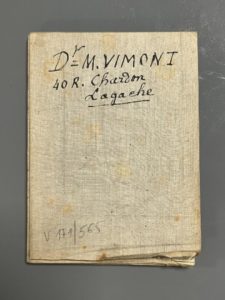 Dr M. VIMONT
40 R. Chardon
Lagache
V 171/565